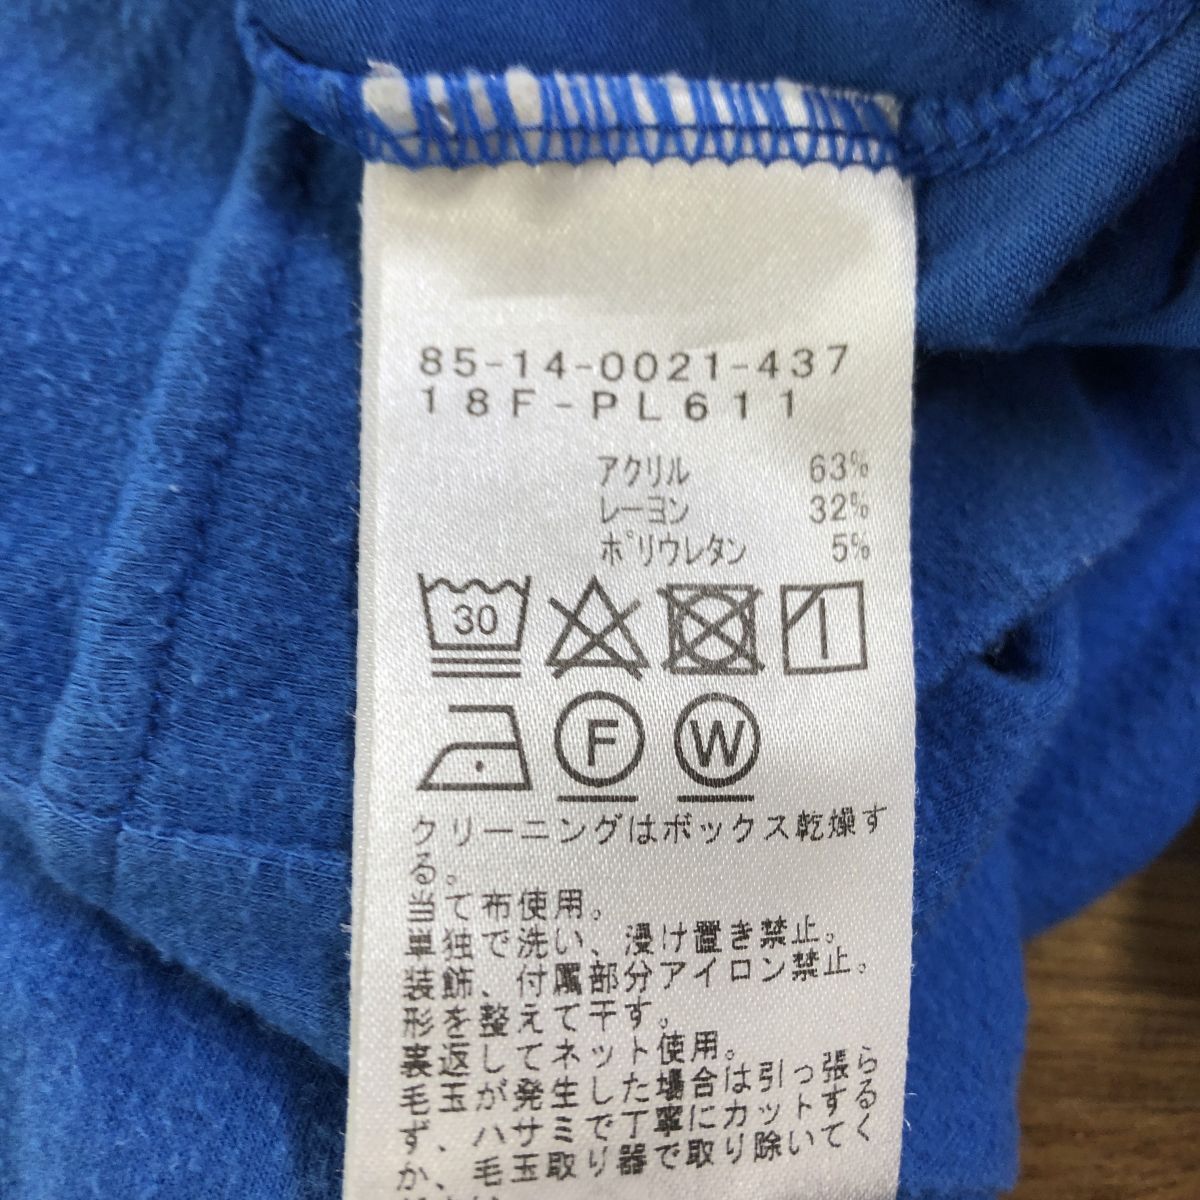 85-14-0021-437
18F-PL611
アクリル 63%
レーヨン 32%
ポリウレタン 5%
30
F W
クリーニングはボックス乾燥す
る。
当て布使用。
単独で洗い、浸け置き禁止。
装飾、付属部分アイロン禁止。
形を整えて干す。
裏返してネット使用。
毛玉が発生した場合は引っ張ら
ず、ハサミで丁寧にカットする
か、毛玉取り器で取り除いてく